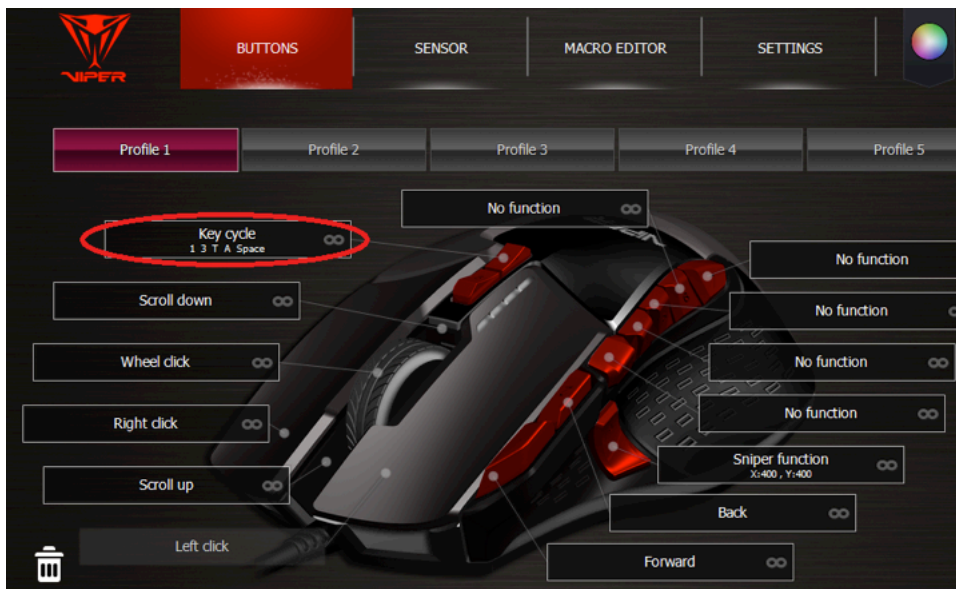 VIPER
BUTTONS
SENSOR
MACRO EDITOR
SETTINGS
Profile 1
Profile 2
Profile 3
Profile 4
Profile 5
No function
Key cycle
1 3 T A Space
No function
Scroll down
No function
Wheel click
No function
Right click
No function
Sniper function
X:400 , Y:400
Scroll up
Back
Left click
Forward